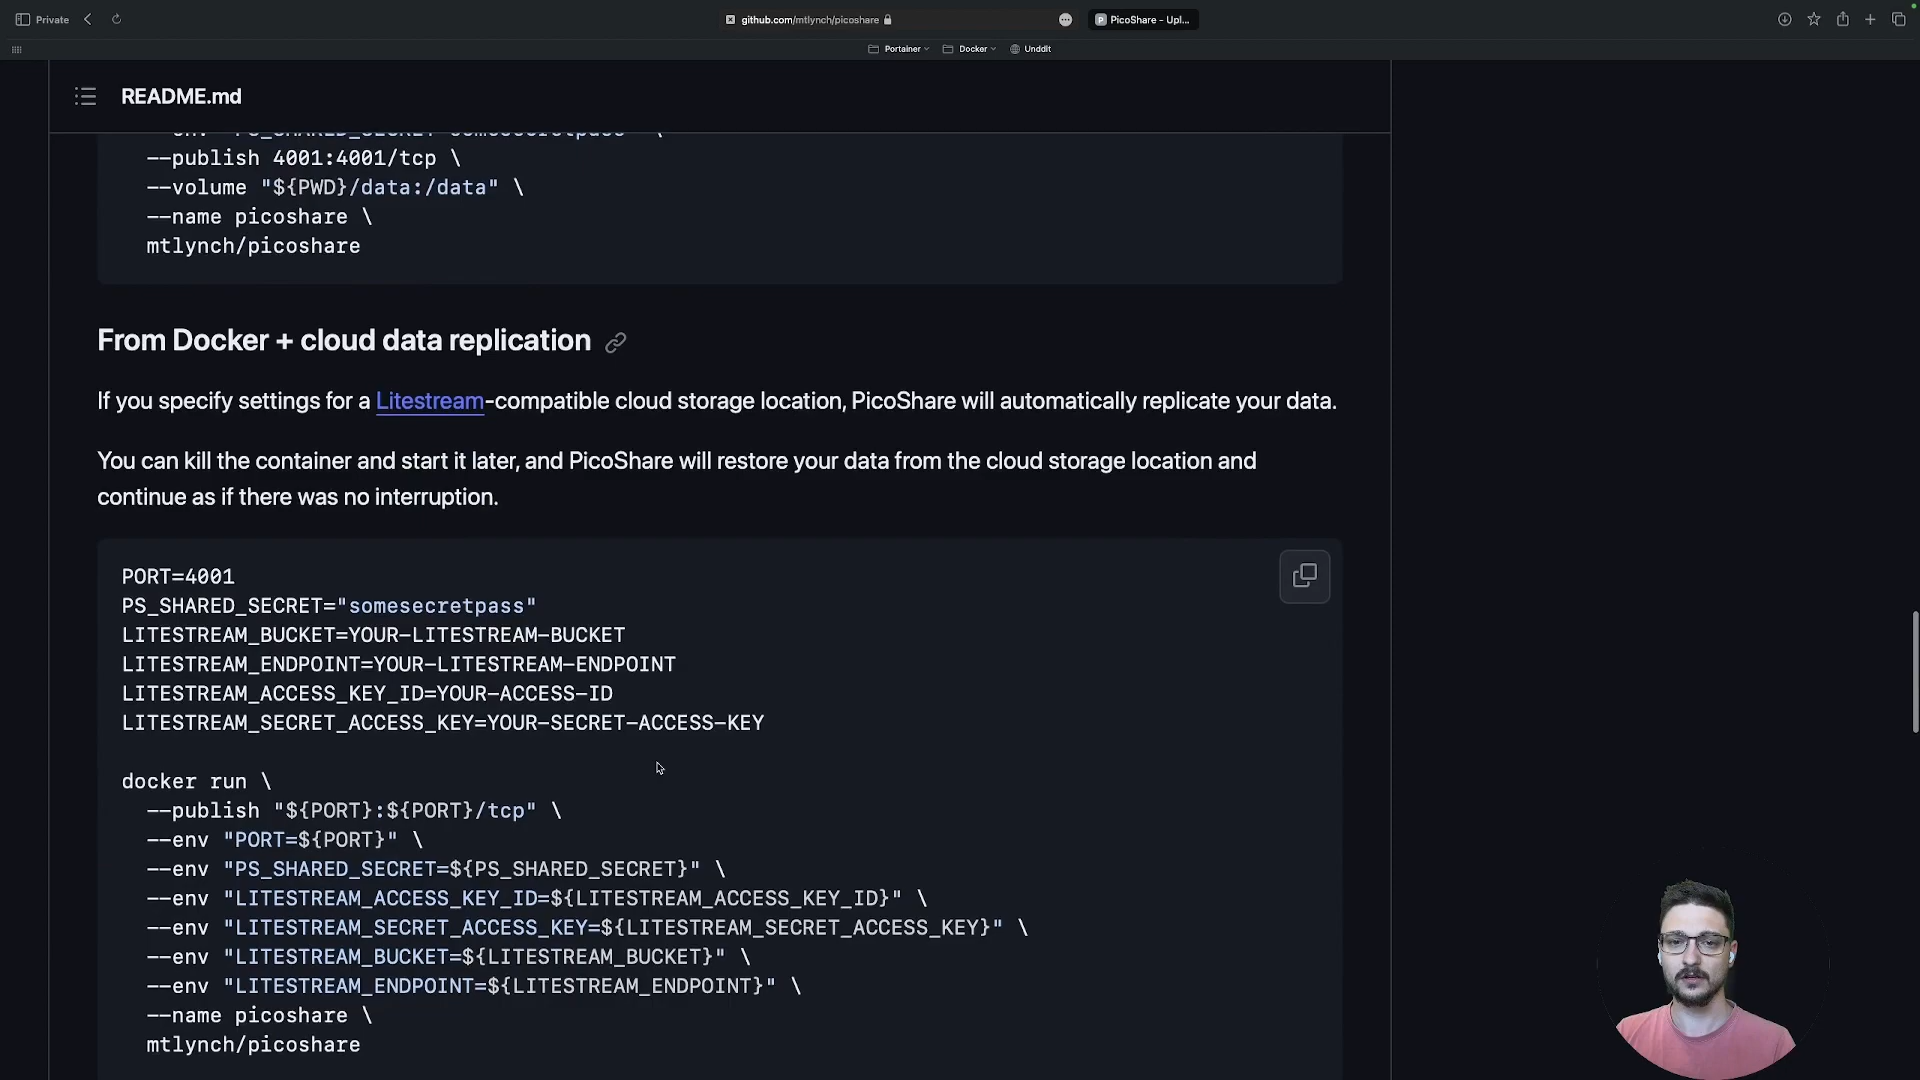 Private
github.com/mtlynch/picoshare
PicoShare - Upl...
Portainer
Docker
Unddit
README.md
--env "PS_SHARED_SECRET=somesecretpass" \
--publish 4001:4001/tcp \
--volume "${PWD}/data:/data" \
--name picoshare \
mtlynch/picoshare
From Docker + cloud data replication
If you specify settings for a Litestream-compatible cloud storage location, PicoShare will automatically replicate your data.
You can kill the container and start it later, and PicoShare will restore your data from the cloud storage location and
continue as if there was no interruption.
PORT=4001
PS_SHARED_SECRET="somesecretpass"
LITESTREAM_BUCKET=YOUR-LITESTREAM-BUCKET
LITESTREAM_ENDPOINT=YOUR-LITESTREAM-ENDPOINT
LITESTREAM_ACCESS_KEY_ID=YOUR-ACCESS-ID
LITESTREAM_SECRET_ACCESS_KEY=YOUR-SECRET-ACCESS-KEY
docker run \
--publish "${PORT}:${PORT}/tcp" \
--env "PORT=${PORT}" \
--env "PS_SHARED_SECRET=${PS_SHARED_SECRET}" \
--env "LITESTREAM_ACCESS_KEY_ID=${LITESTREAM_ACCESS_KEY_ID}" \
--env "LITESTREAM_SECRET_ACCESS_KEY=${LITESTREAM_SECRET_ACCESS_KEY}" \
--env "LITESTREAM_BUCKET=${LITESTREAM_BUCKET}" \
--env "LITESTREAM_ENDPOINT=${LITESTREAM_ENDPOINT}" \
--name picoshare \
mtlynch/picoshare